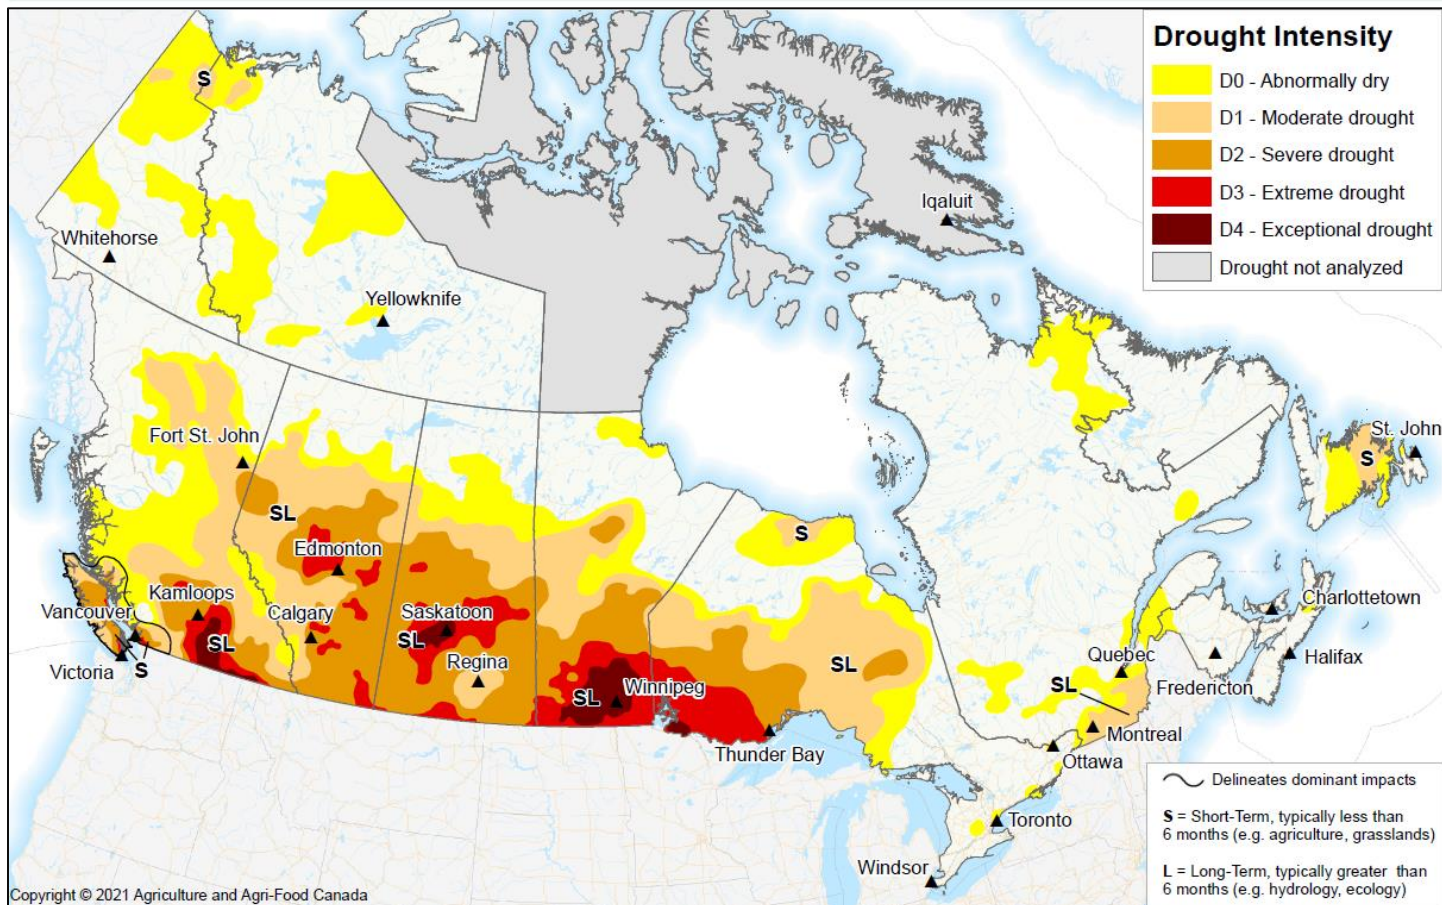 Drought Intensity
D0 - Abnormally dry
D1 - Moderate drought
D2 - Severe drought
D3 - Extreme drought
D4 - Exceptional drought
Drought not analyzed
S
Iqaluit
Whitehorse
Yellowknife
Fort St. John
St. John
S
SL
S
Edmonton
Kamloops
Charlottetown
Vancouver
Calgary
Saskatoon
SL
SL
Regina
SL
Quebec
Halifax
Victoria
S
SL
Winnipeg
SL
Fredericton
Montreal
Thunder Bay
Ottawa
Toronto
Windsor
Delineates dominant impacts
S = Short-Term, typically less than
6 months (e.g. agriculture, grasslands)
L = Long-Term, typically greater than
6 months (e.g. hydrology, ecology)
Copyright © 2021 Agriculture and Agri-Food Canada